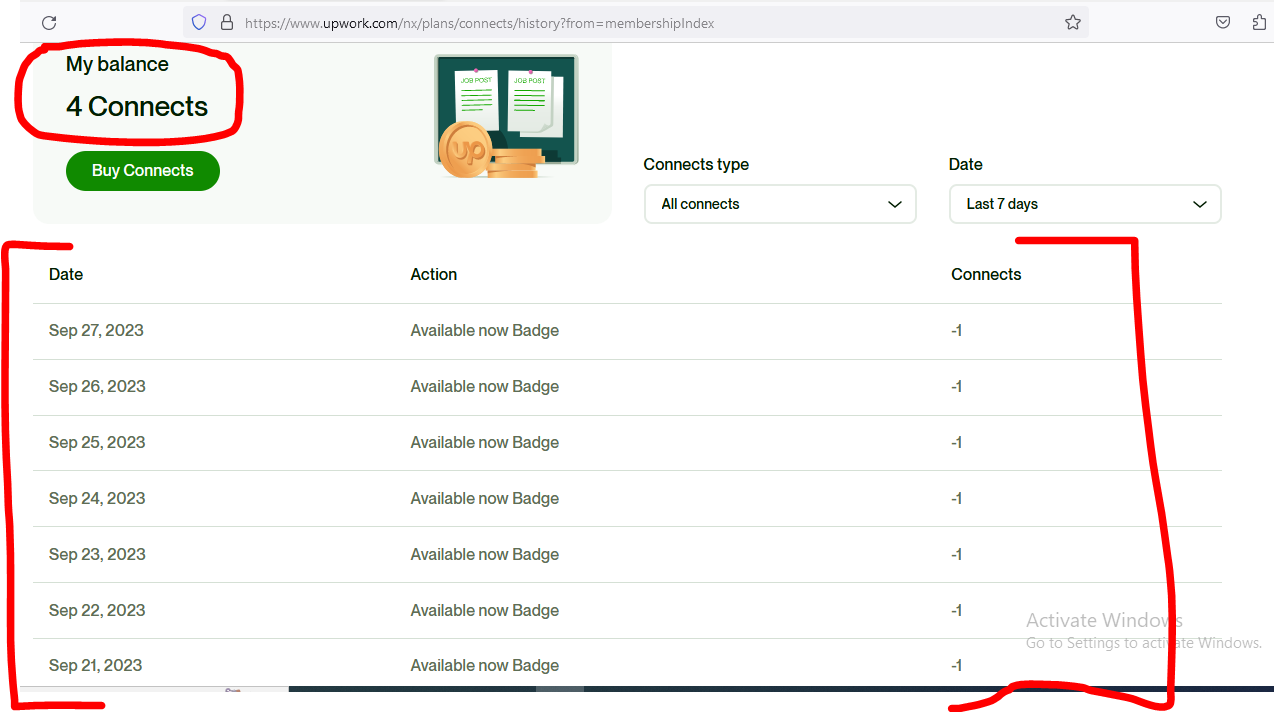 https://www.upwork.com/nx/plans/connects/history?from=membershipIndex
My balance
4 Connects
Buy Connects
JOB POST JOB POST
up
Connects type Date
All connects Last 7 days
Date Action Connects
Sep 27, 2023 Available now Badge -1
Sep 26, 2023 Available now Badge -1
Sep 25, 2023 Available now Badge -1
Sep 24, 2023 Available now Badge -1
Sep 23, 2023 Available now Badge -1
Sep 22, 2023 Available now Badge -1
Sep 21, 2023 Available now Badge -1
Activate Windows
Go to Settings to activate Windows.